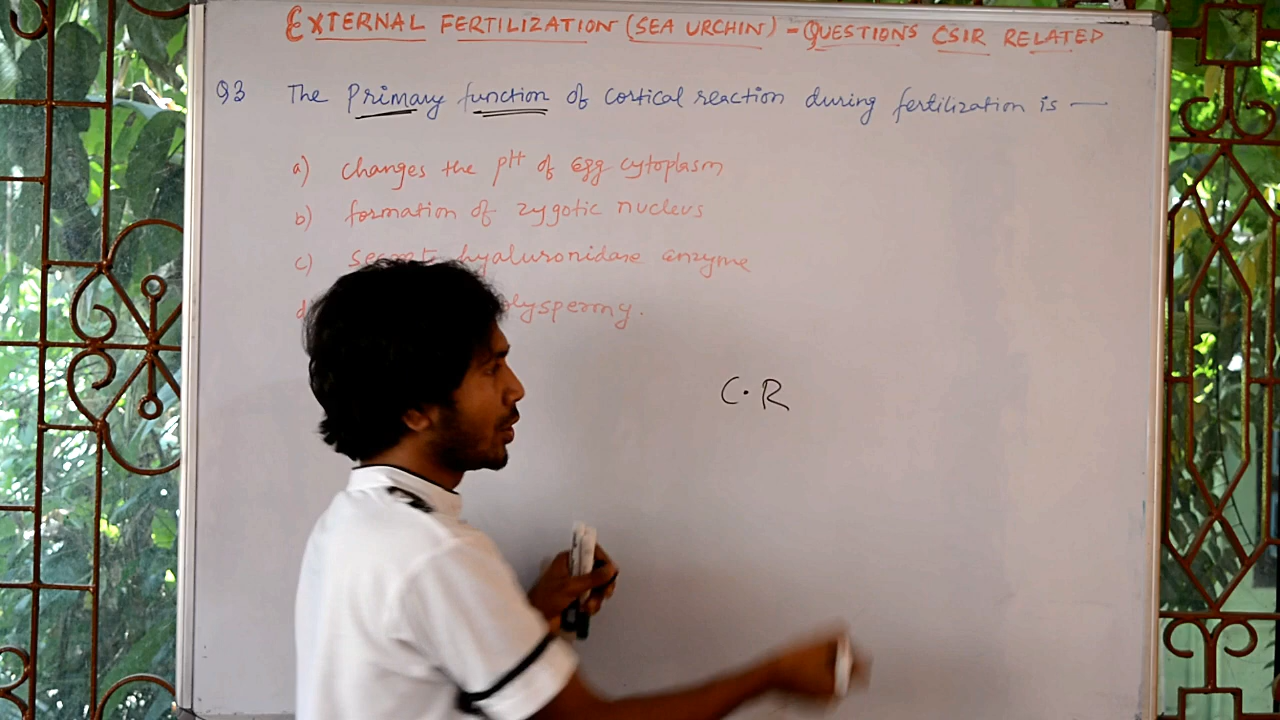 EXTERNAL FERTILIZATION (SEA URCHIN) - QUESTIONS CSIR RELATED
Q3 The Primary function of cortical reaction during fertilization is —
a) changes the pH of egg cytoplasm
b) formation of zygotic nucleus
c) hyaluronidase enzyme
C.R